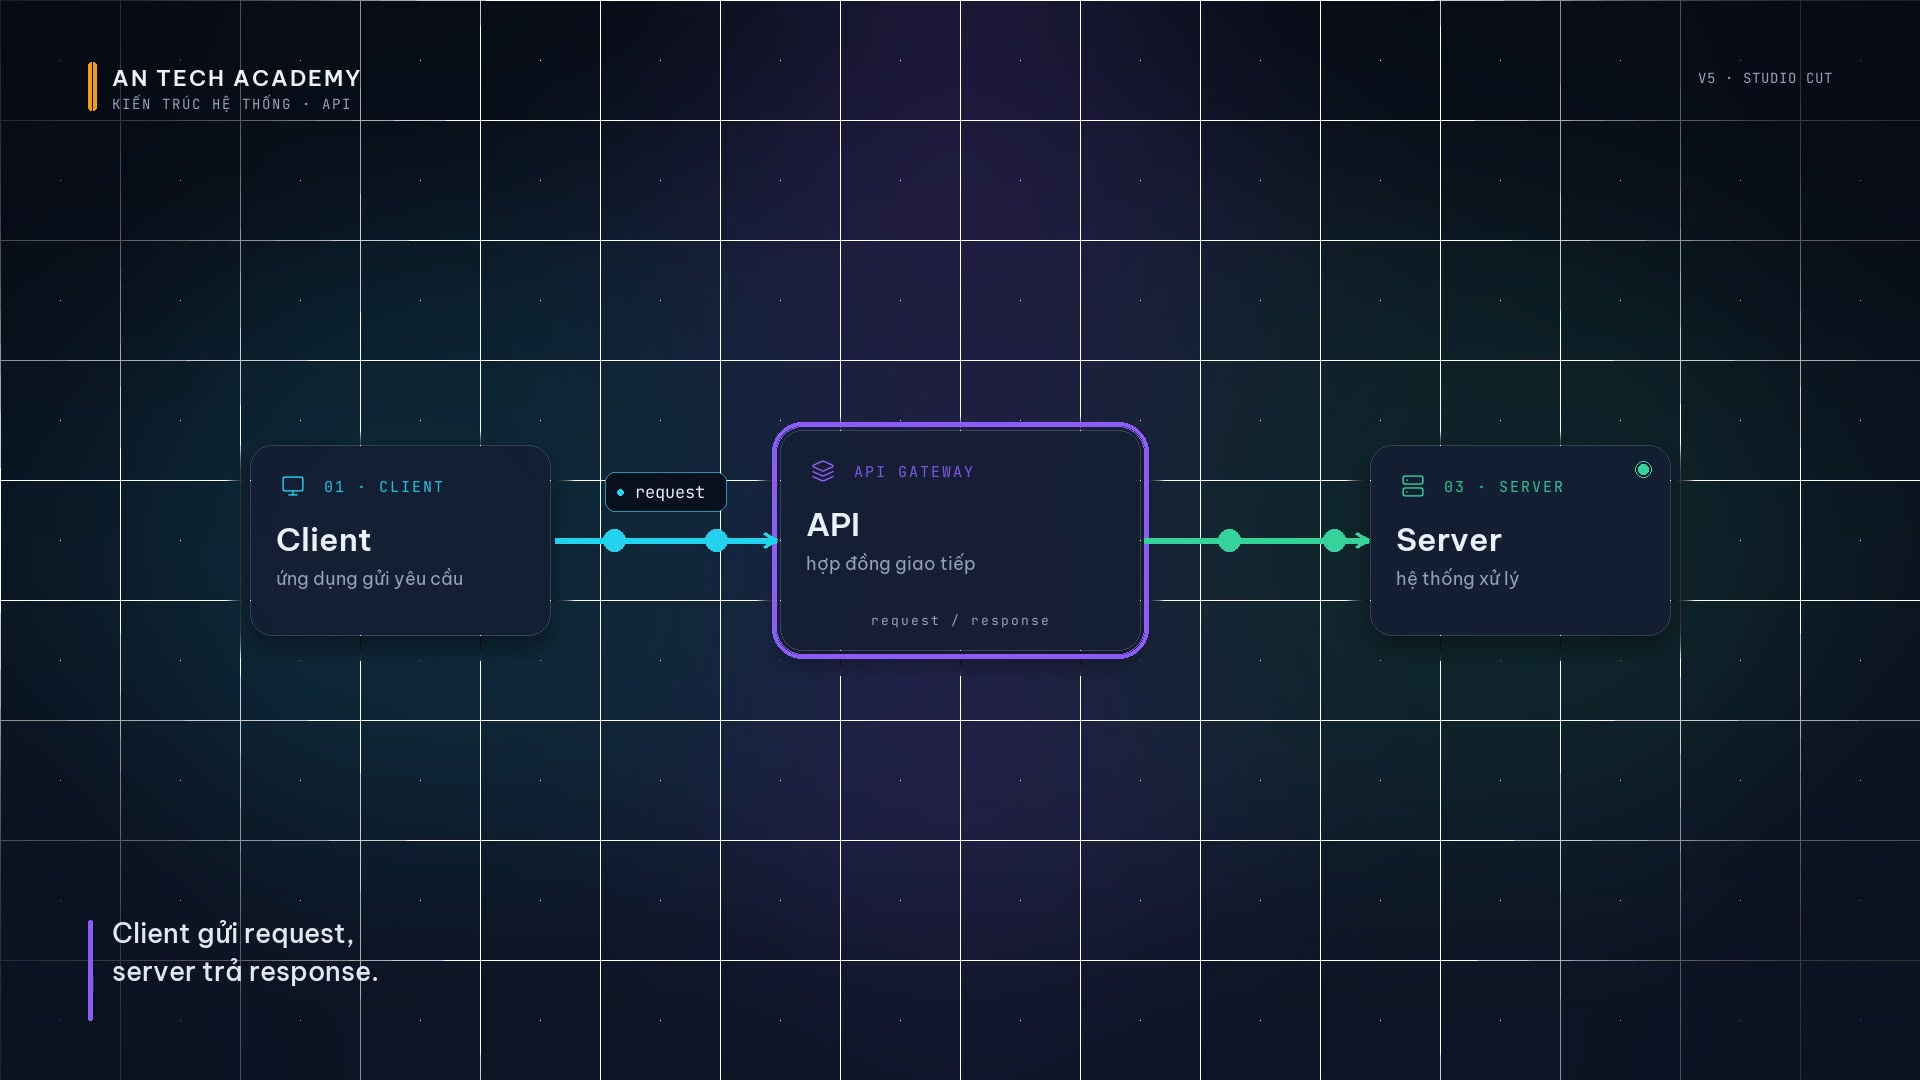 AN TECH ACADEMY
KIẾN TRÚC HỆ THỐNG · API
V5 · STUDIO CUT
01 · CLIENT
Client
ứng dụng gửi yêu cầu
request
API GATEWAY
API
hợp đồng giao tiếp
request / response
03 · SERVER
Server
hệ thống xử lý
Client gửi request,
server trả response.